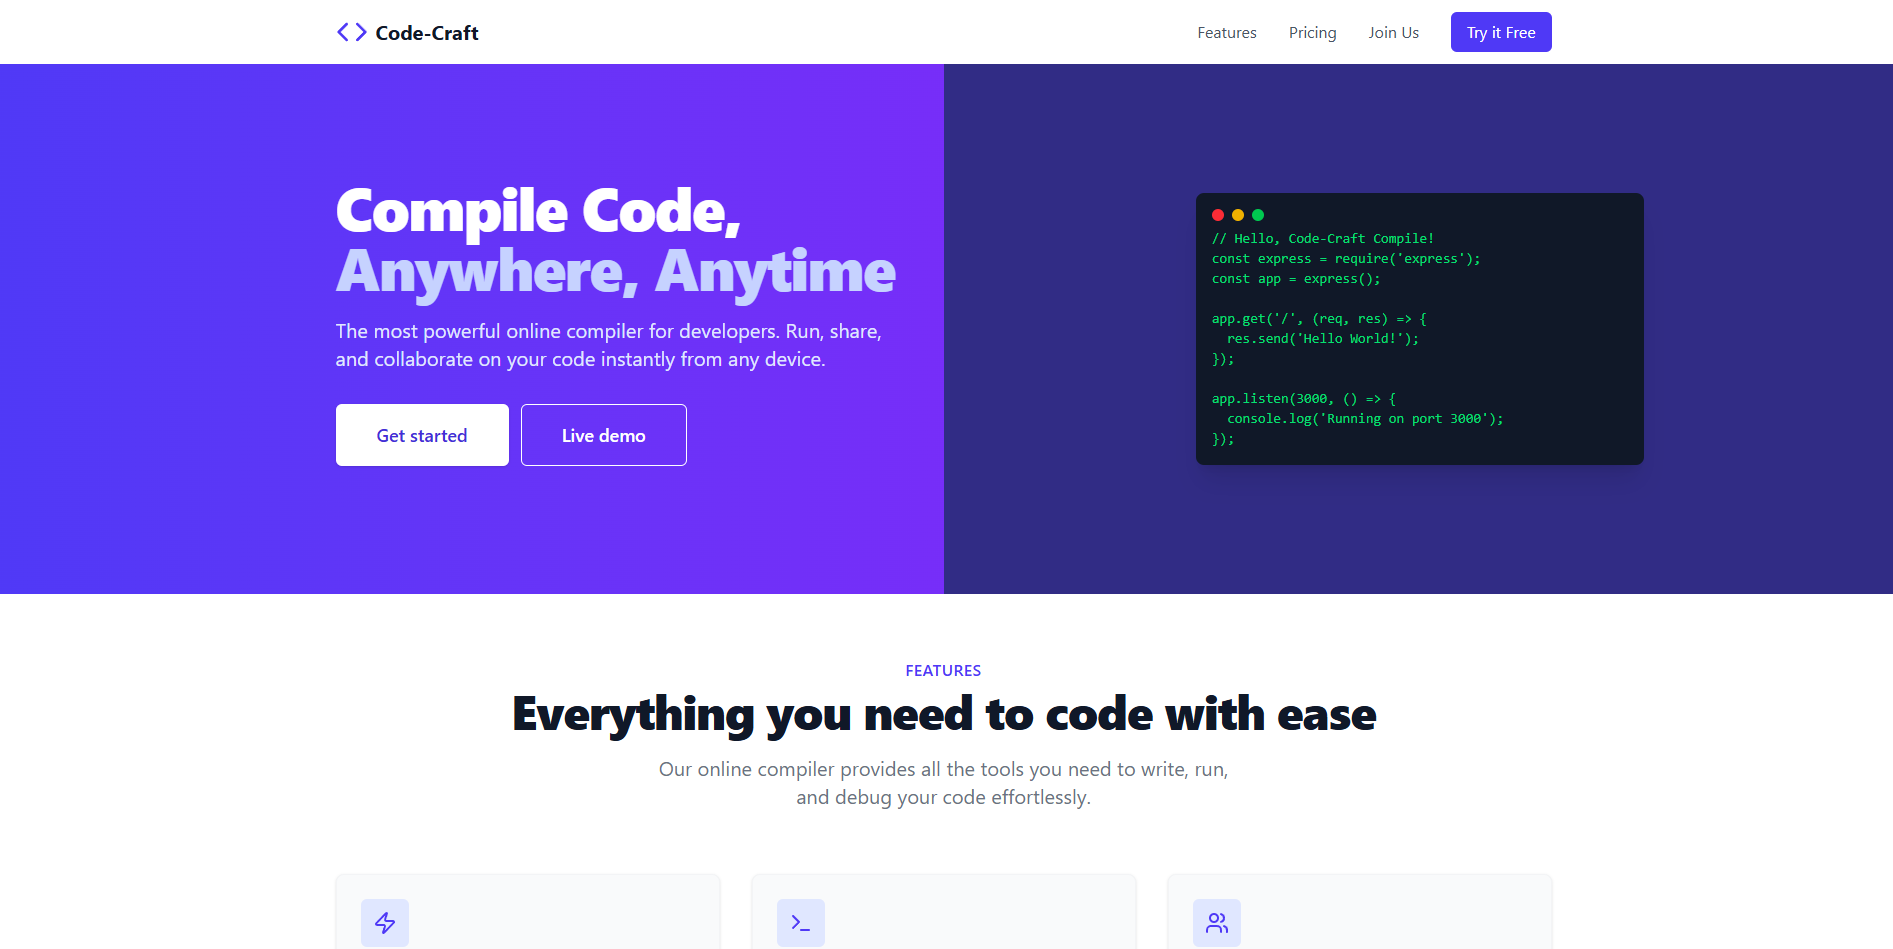 Code-Craft
Features
Pricing
Join Us
Try it Free
Compile Code,
Anywhere, Anytime
The most powerful online compiler for developers. Run, share,
and collaborate on your code instantly from any device.
Get started
Live demo
// Hello, Code-Craft Compile!
const express = require('express');
const app = express();
app.get('/', (req, res) => {
  res.send('Hello World!');
});
app.listen(3000, () => {
  console.log('Running on port 3000');
});
FEATURES
Everything you need to code with ease
Our online compiler provides all the tools you need to write, run,
and debug your code effortlessly.